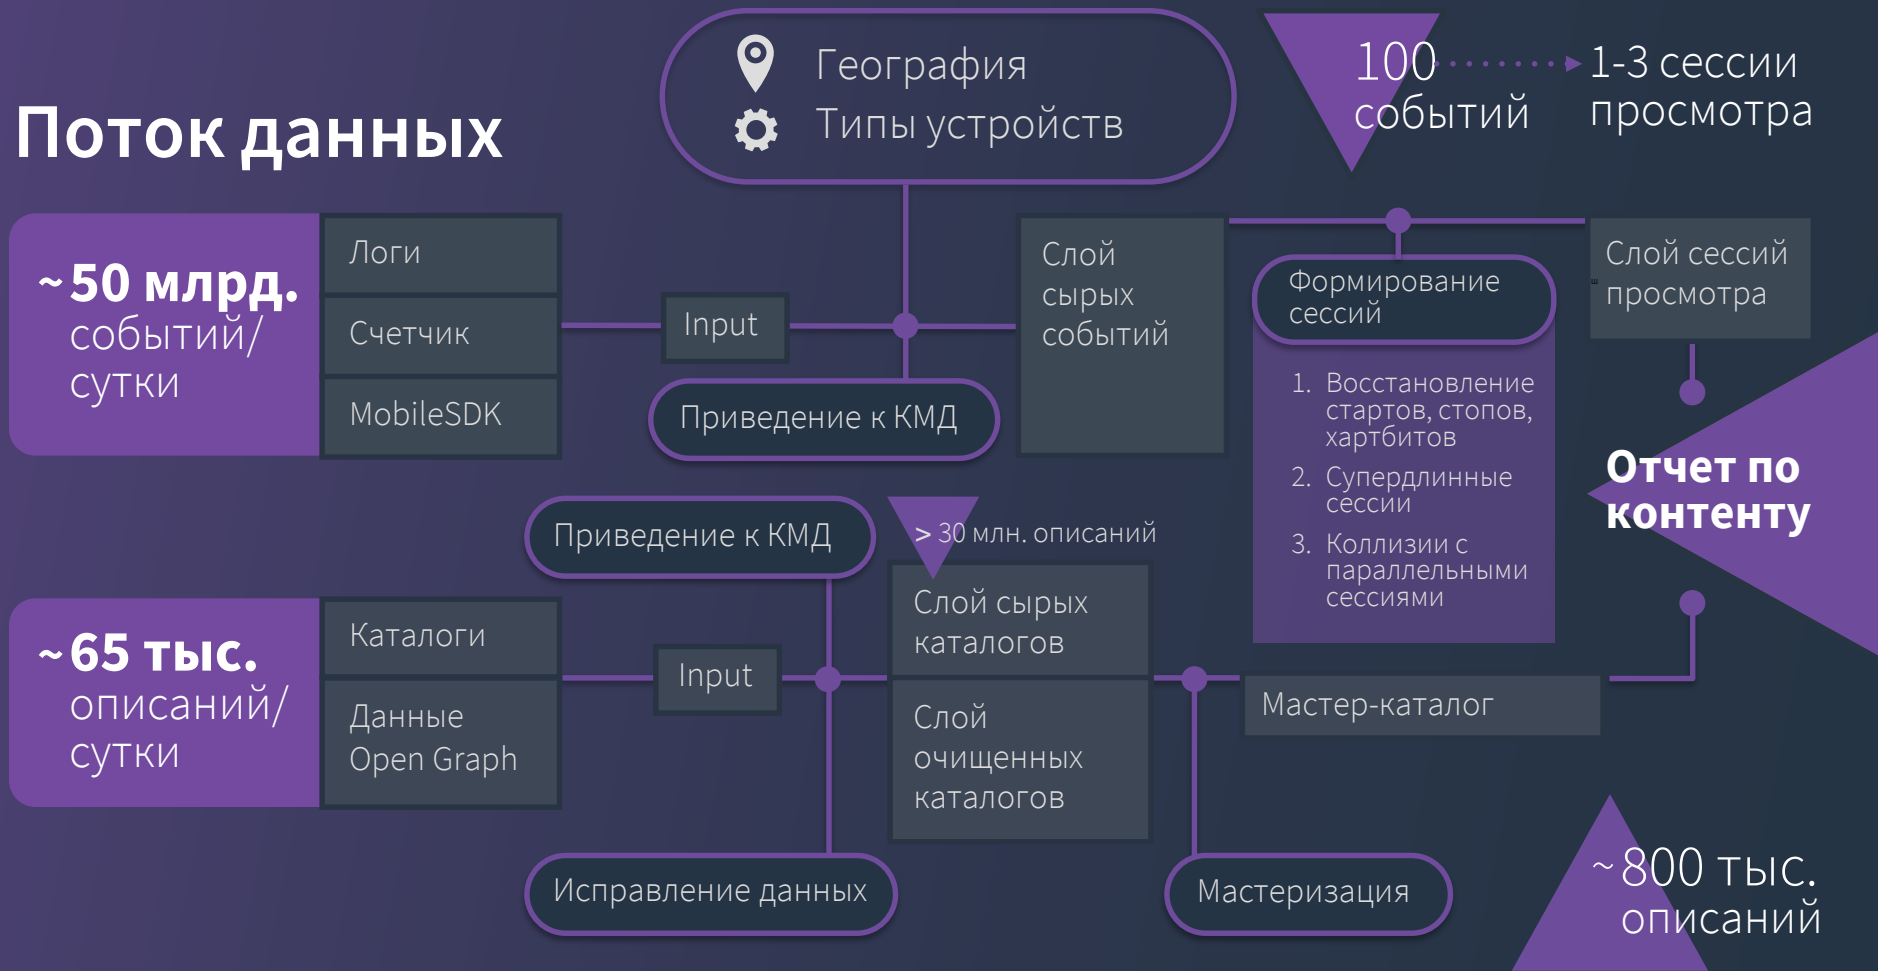 Поток данных
География
Типы устройств
100
событий
1-3 сессии
просмотра
~50 млрд.
событий/
сутки
Логи
Счетчик
MobileSDK
Input
Приведение к КМД
Слой
сырых
событий
Формирование
сессий
1. Восстановление
стартов, стопов,
хартбитов
2. Супердлинные
сессии
3. Коллизии с
параллельными
сессиями
Слой сессий
просмотра
Отчет по
контенту
~65 тыс.
описаний/
сутки
Каталоги
Данные
Open Graph
Input
Приведение к КМД
Исправление данных
> 30 млн. описаний
Слой сырых
каталогов
Слой
очищенных
каталогов
Мастеризация
Мастер-каталог
~800 тыс.
описаний